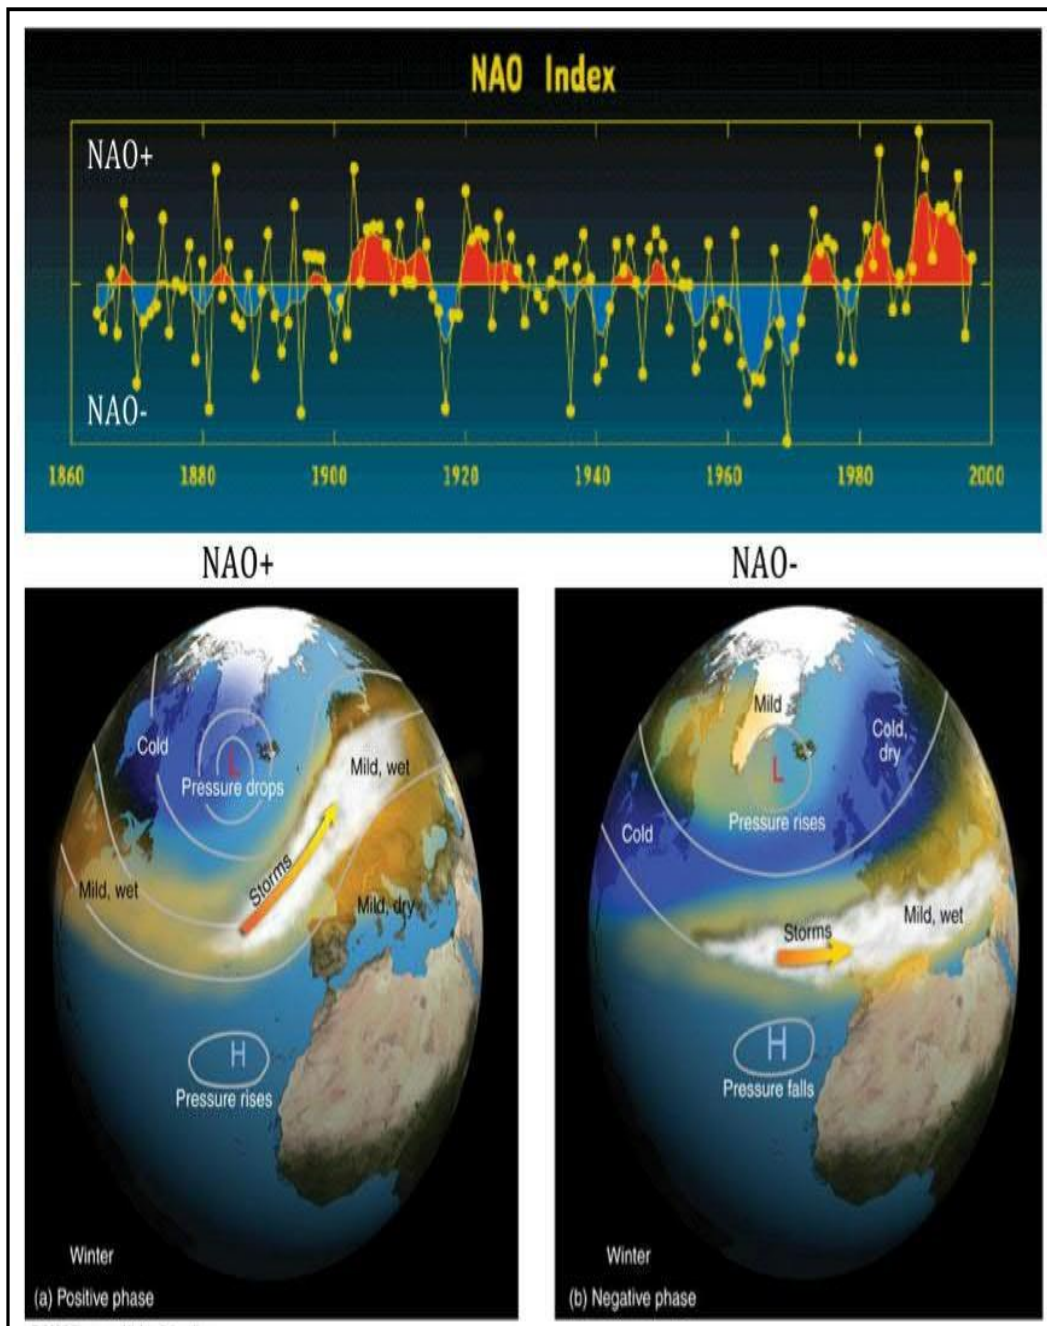 NAO Index
NAO+
NAO-
1860 1880 1900 1920 1940 1960 1980 2000
NAO+
Cold
L
Pressure drops
Mild, wet
Mild, wet
Storms
Mild, dry
H
Pressure rises
Winter
(a) Positive phase
NAO-
Mild
Cold,
dry
L
Pressure rises
Cold
Storms
Mild, wet
H
Pressure falls
Winter
(b) Negative phase